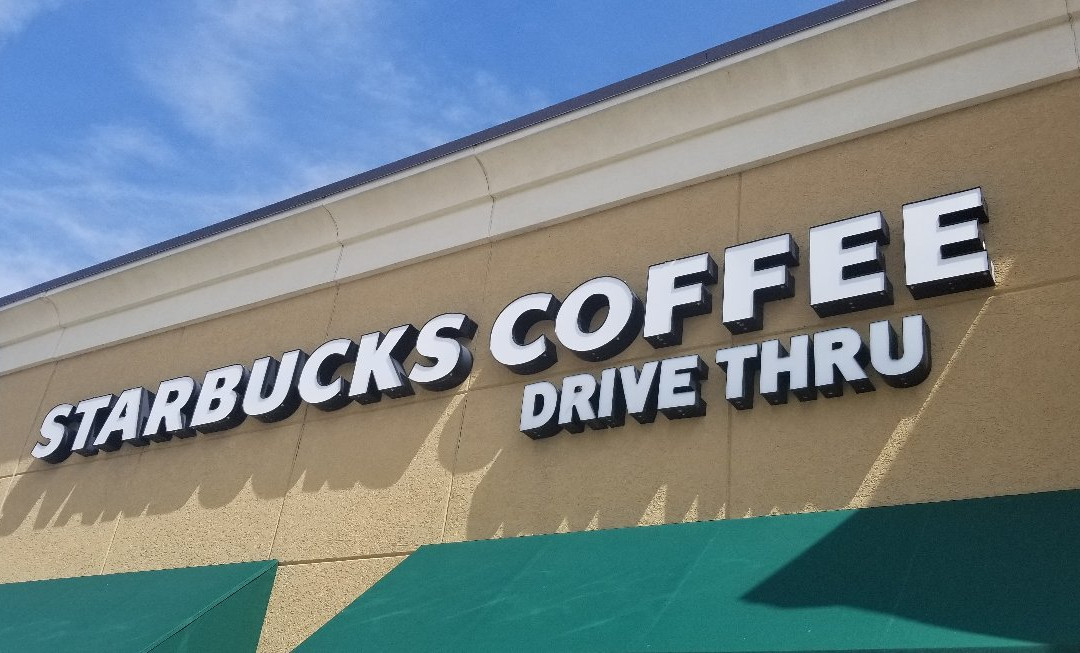 STARBUCKS COFFEE
DRIVE THRU